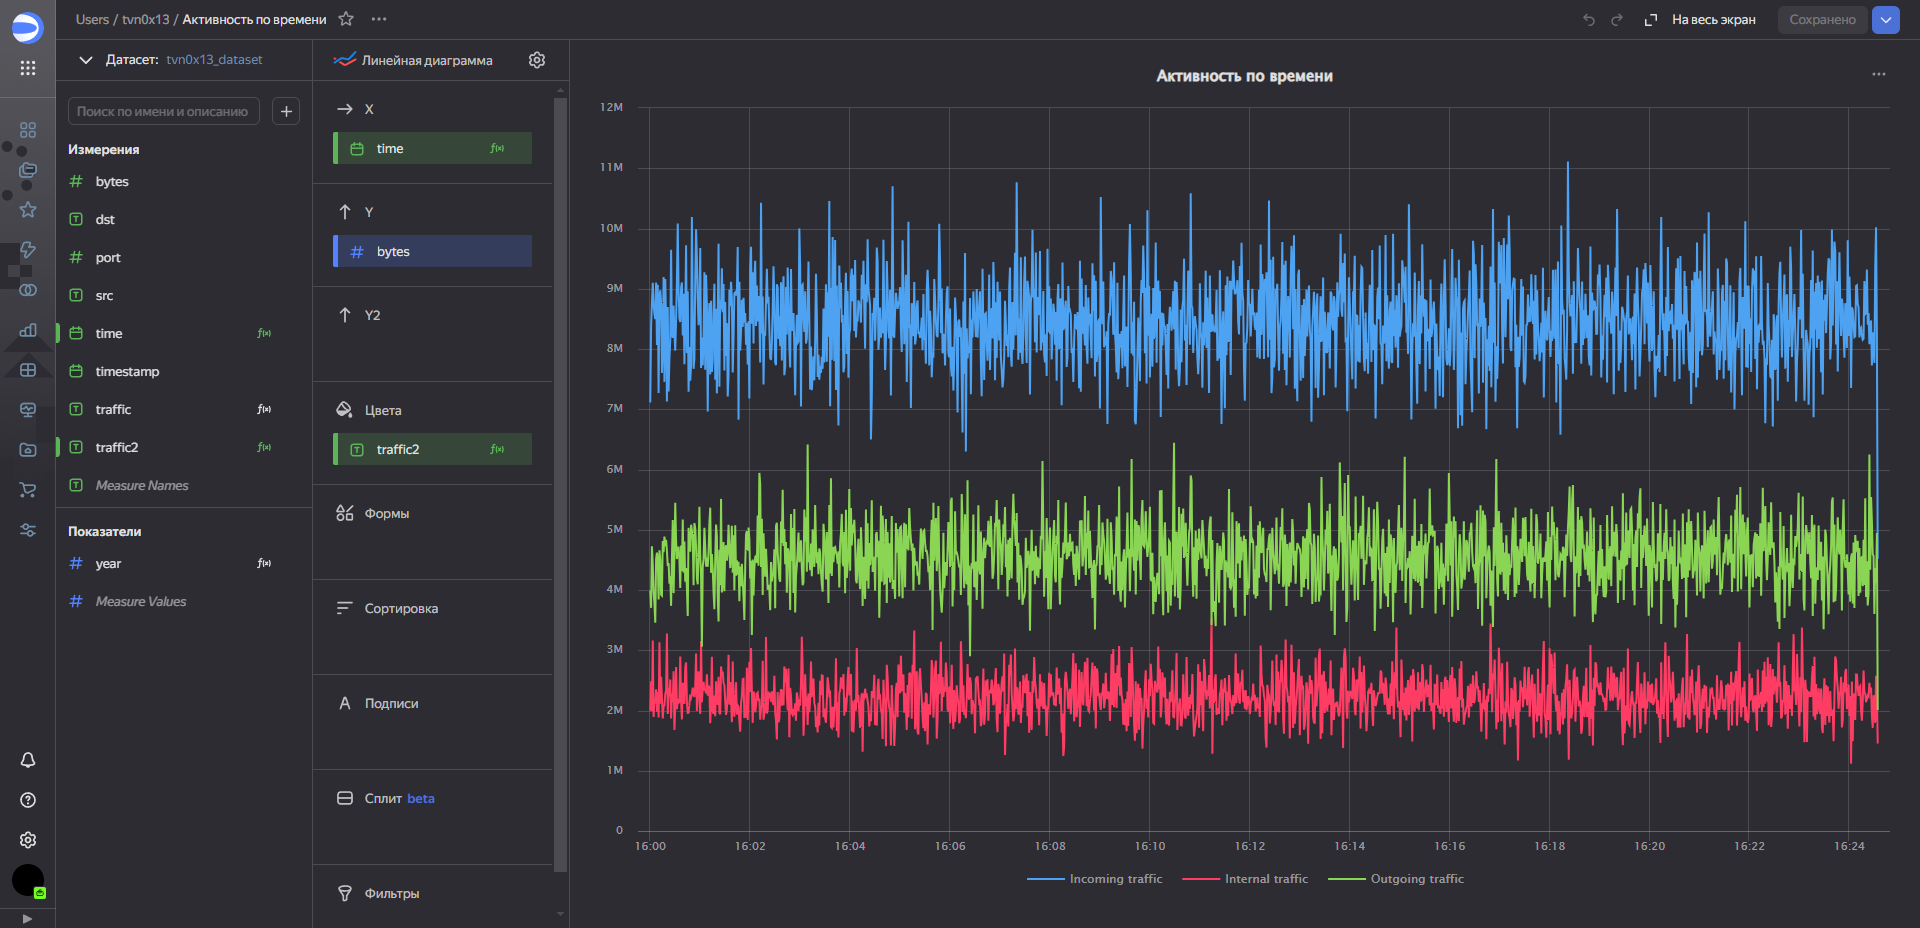 Users / tvn0x13 / Активность по времени
На весь экран
Сохранено
Датасет: tvn0x13_dataset
Поиск по имени и описанию
Измерения
bytes
dst
port
src
time
timestamp
traffic
traffic2
Measure Names
Показатели
year
Measure Values
Линейная диаграмма
X
time
Y
bytes
Y2
Цвета
traffic2
Формы
Сортировка
Подписи
Сплит beta
Фильтры
Активность по времени
12M
11M
10M
9M
8M
7M
6M
5M
4M
3M
2M
1M
0
16:00 16:02 16:04 16:06 16:08 16:10 16:12 16:14 16:16 16:18 16:20 16:22 16:24
Incoming traffic Internal traffic Outgoing traffic